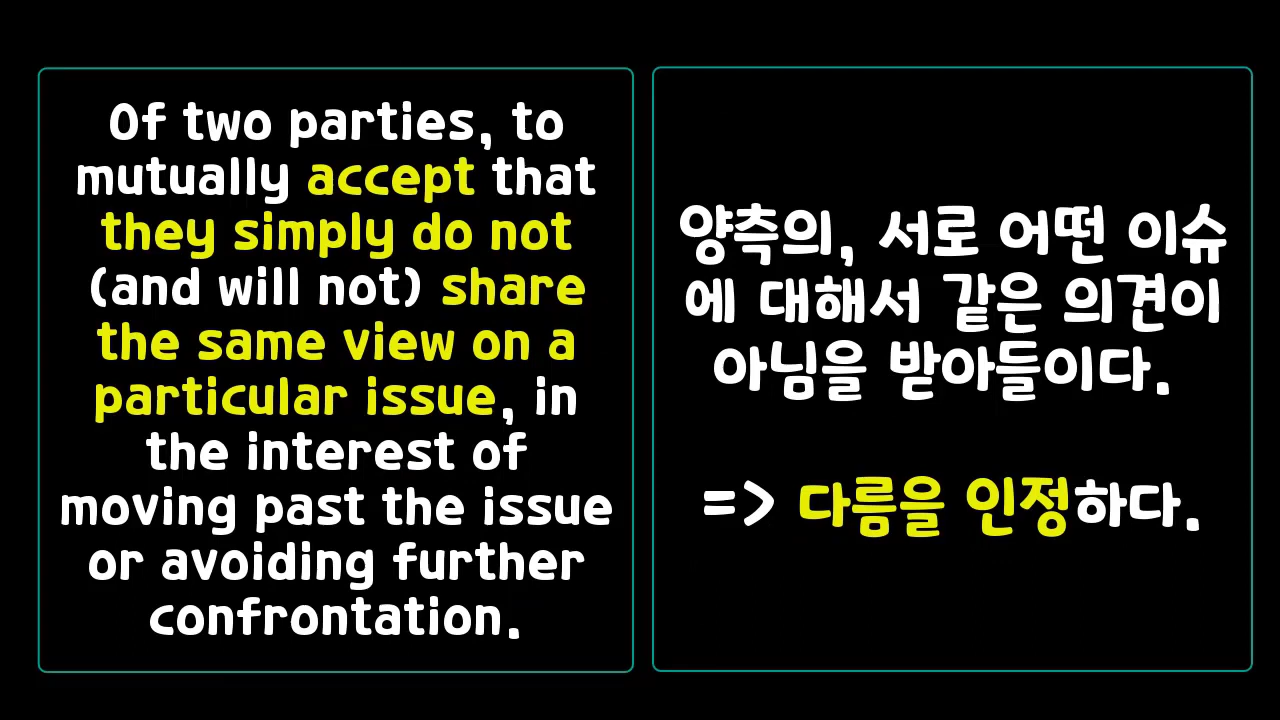 Of two parties, to
mutually accept that
they simply do not
(and will not) share
the same view on a
particular issue, in
the interest of
moving past the issue
or avoiding further
confrontation.
양측의, 서로 어떤 이슈
에 대해서 같은 의견이
아님을 받아들이다.
=> 다름을 인정하다.